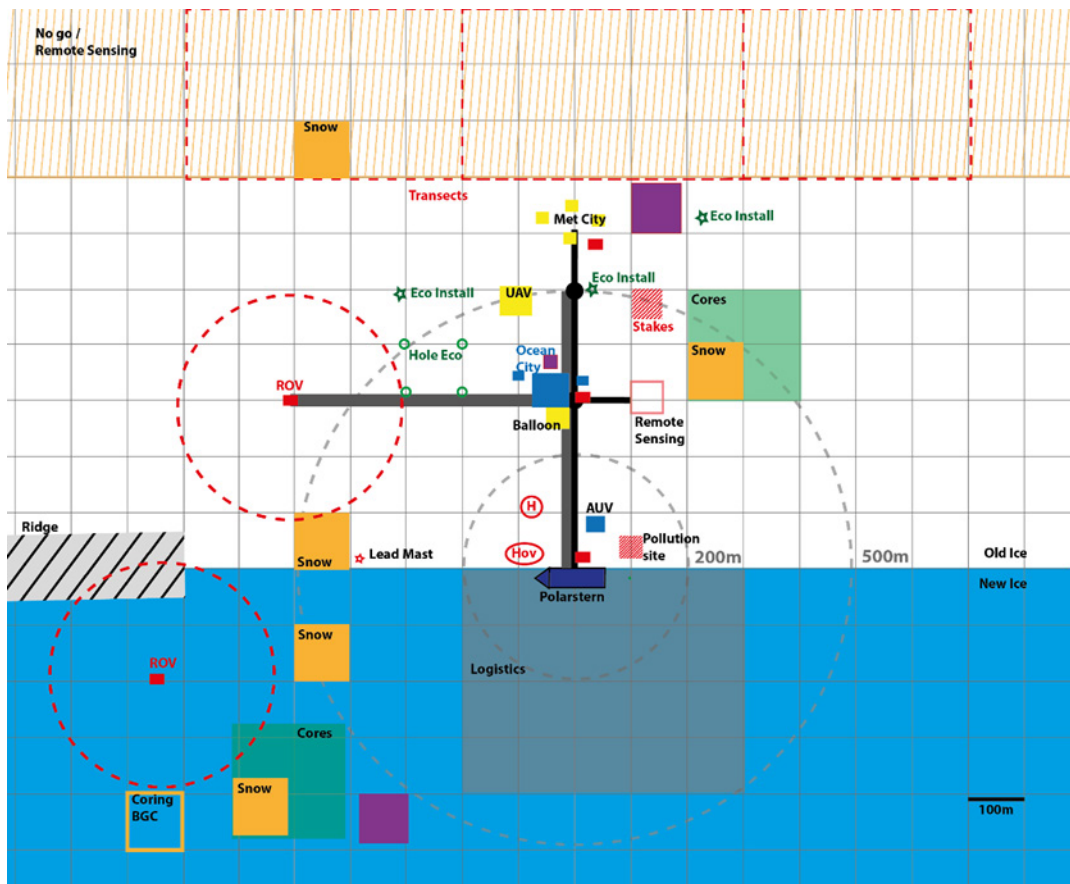 No go /
Remote Sensing
Snow
Transects
Met City
Eco Install
Eco Install
Eco Install
UAV
Cores
Stakes
Hole Eco
Ocean
City
Snow
ROV
Balloon
Remote
Sensing
H
AUV
Ridge
Hov
Pollution
site
Lead Mast
Snow
200m
500m
Old Ice
New Ice
Polarstern
Snow
ROV
Logistics
Cores
Snow
Coring
BGC
100m